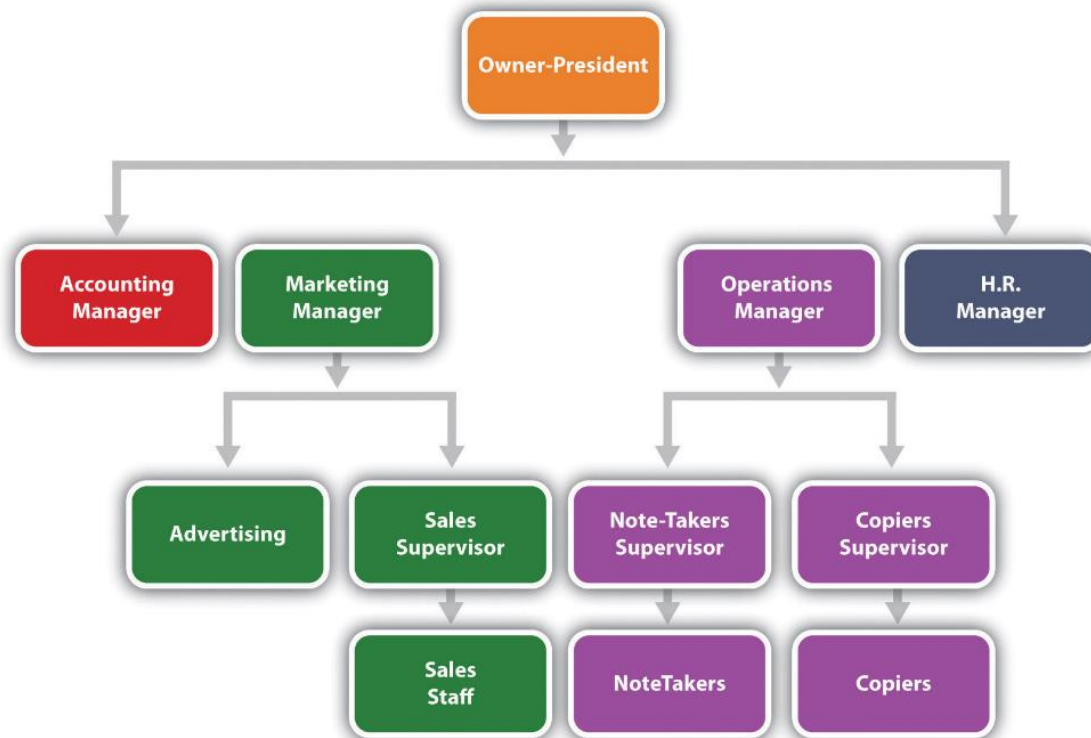 Owner-President
Accounting
Manager
Marketing
Manager
Operations
Manager
H.R.
Manager
Advertising
Sales
Supervisor
Note-Takers
Supervisor
Copiers
Supervisor
Sales
Staff
NoteTakers
Copiers